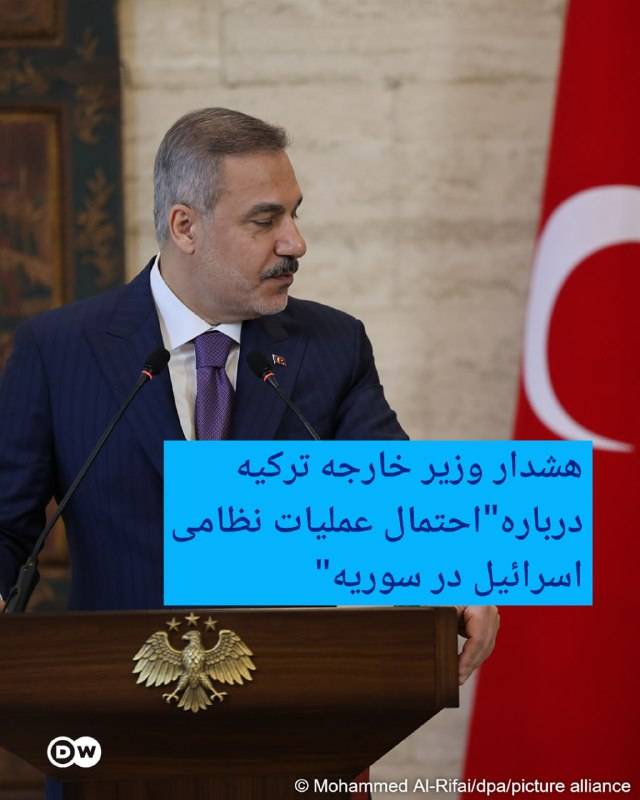 هشدار وزیر خارجه ترکیه
درباره"احتمال عملیات نظامی
اسرائیل در سوریه"
DW
© Mohammed Al-Rifai/dpa/picture alliance